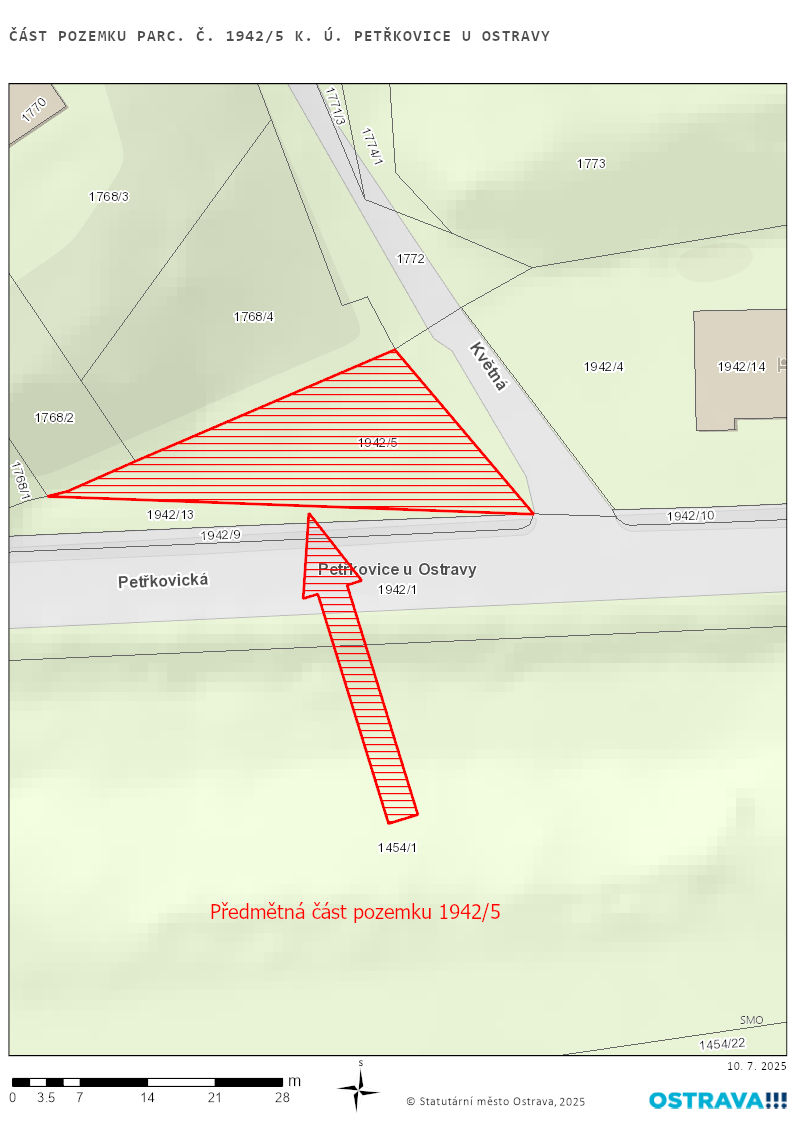 ČÁST POZEMKU PARC. Č. 1942/5 K. Ú. PETŘKOVICE U OSTRAVY
1770
1771/3
1774/1
1773
1768/3
1772
1768/4
Květná
1942/4
1942/14
1768/2
1942/5
1768/1
1942/13
1942/10
1942/9
Petřkovice u Ostravy
Petřkovická
1942/1
1454/1
Předmětná část pozemku 1942/5
SMO
1454/22
10. 7. 2025
S
m
0 3.5 7 14 21 28
© Statutární město Ostrava, 2025
OSTRAVA!!!